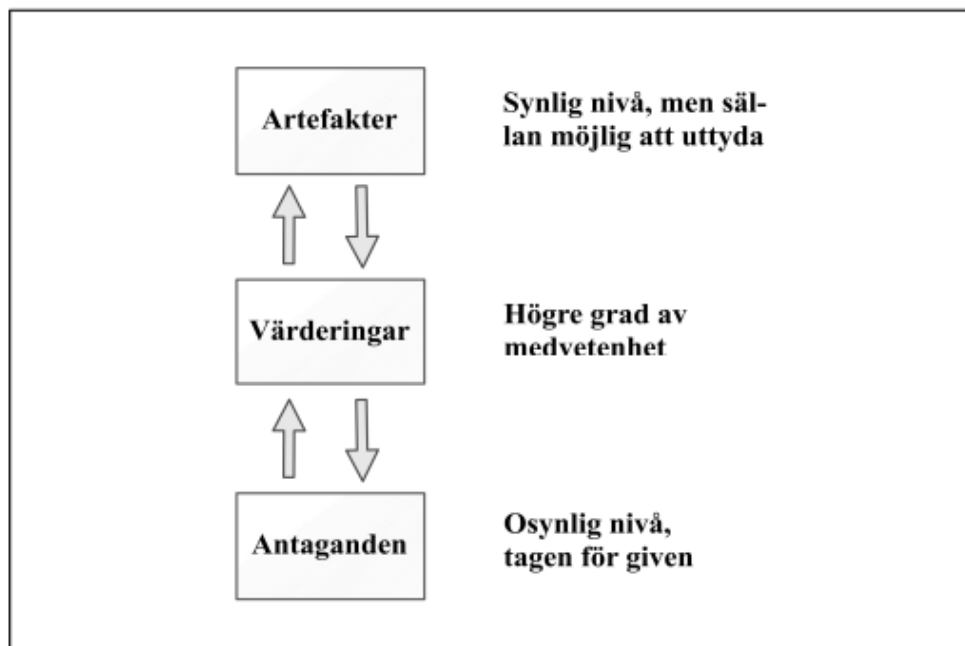 Artefakter
Synlig nivå, men säl-
lan möjlig att uttyda
Värderingar
Högre grad av
medvetenhet
Antaganden
Osynlig nivå,
tagen för given